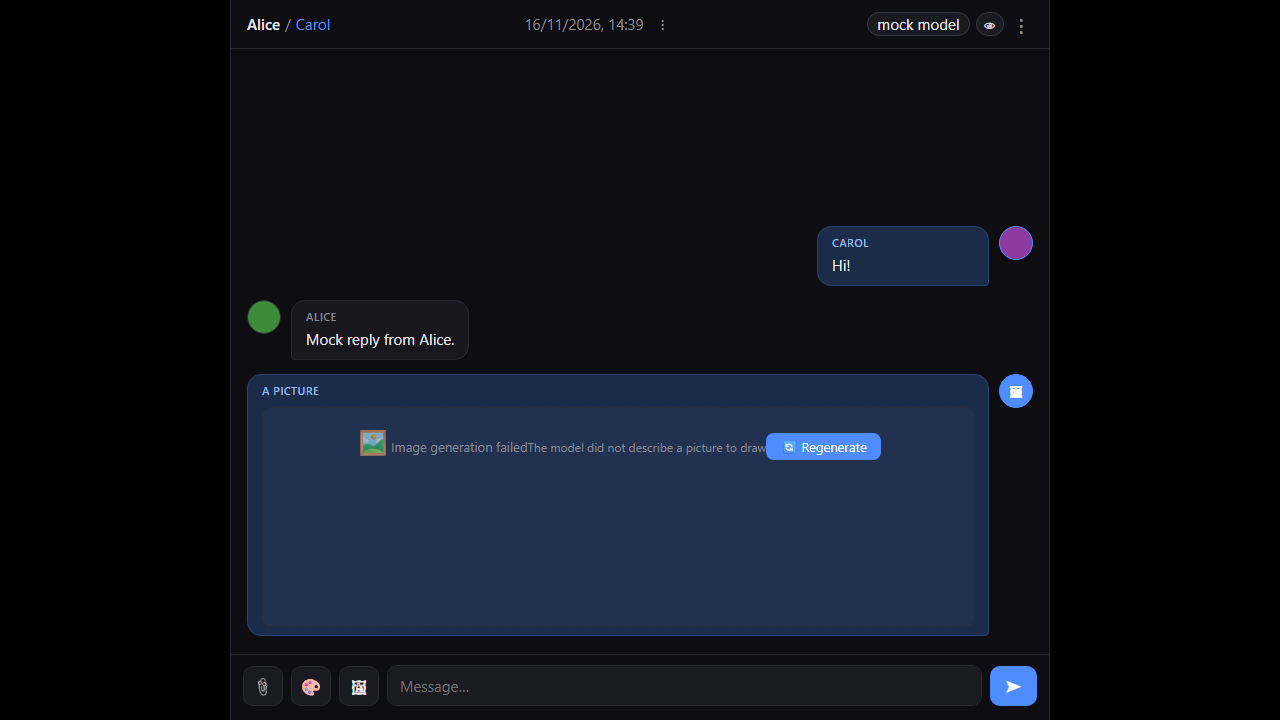 Alice / Carol
16/11/2026, 14:39
mock model
CAROL
Hi!
ALICE
Mock reply from Alice.
A PICTURE
Image generation failedThe model did not describe a picture to draw
Regenerate
Message...